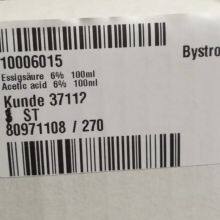 10006015
Bystro
Essigsäure 6% 100ml
Acetic acid 6% 100ml
Kunde 37112
ST
80971108 / 270